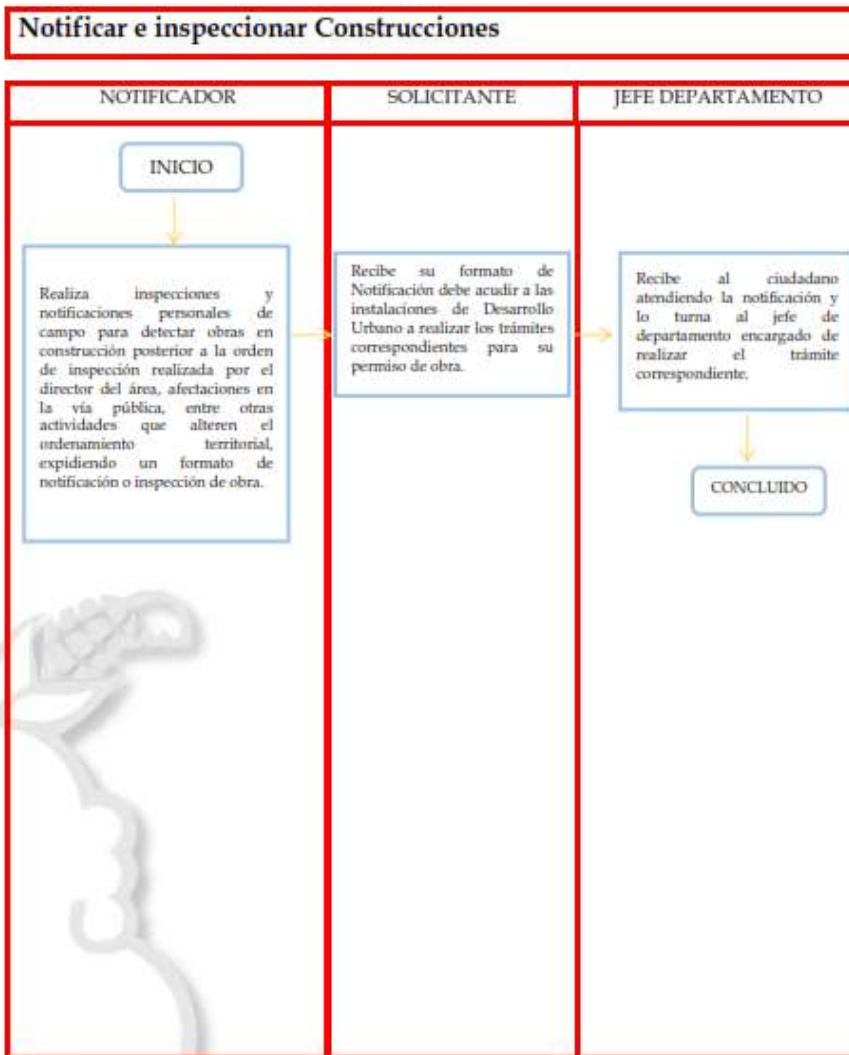 Notificar e inspeccionar Construcciones
NOTIFICADOR
SOLICITANTE
JEFE DEPARTAMENTO
INICIO
Realiza inspecciones y
notificaciones personales de
campo para detectar obras en
construcción posterior a la orden
de inspección realizada por el
director del área, afectaciones en
la vía pública, entre otras
actividades que alteren el
ordenamiento territorial,
expidiendo un formato de
notificación o inspección de obra.
Recibe su formato de
Notificación debe acudir a las
instalaciones de Desarrollo
Urbano a realizar los trámites
correspondientes para su
permiso de obra.
Recibe al ciudadano
atendiendo la notificación y
lo turna al jefe de
departamento encargado de
realizar el trámite
correspondiente.
CONCLUIDO